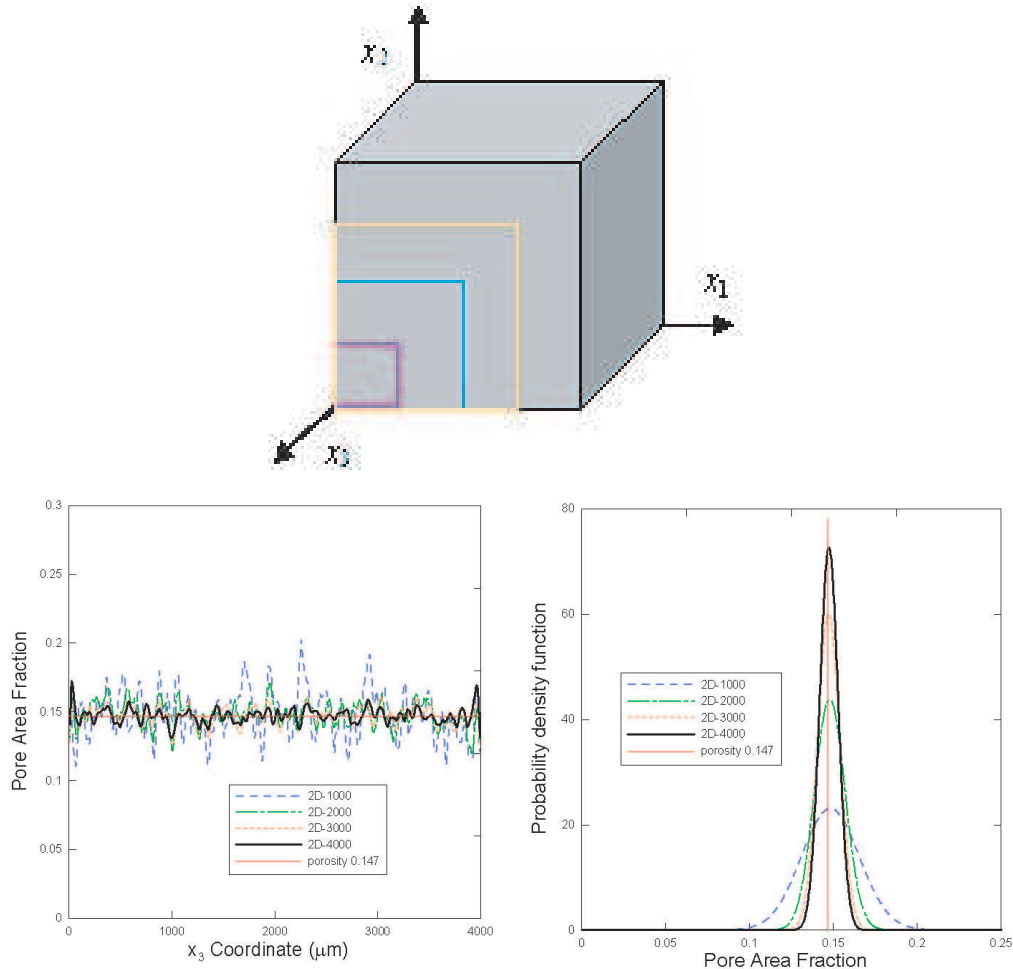 x₂
x₁
x₃
0.3
0.25
0.2
0.15
0.1
0.05
0
Pore Area Fraction
2D-1000
2D-2000
2D-3000
2D-4000
porosity 0.147
0 1000 2000 3000 4000
x₃ Coordinate (μm)
80
60
40
20
0
Probability density function
2D-1000
2D-2000
2D-3000
2D-4000
porosity 0.147
0 0.05 0.1 0.15 0.2 0.25
Pore Area Fraction